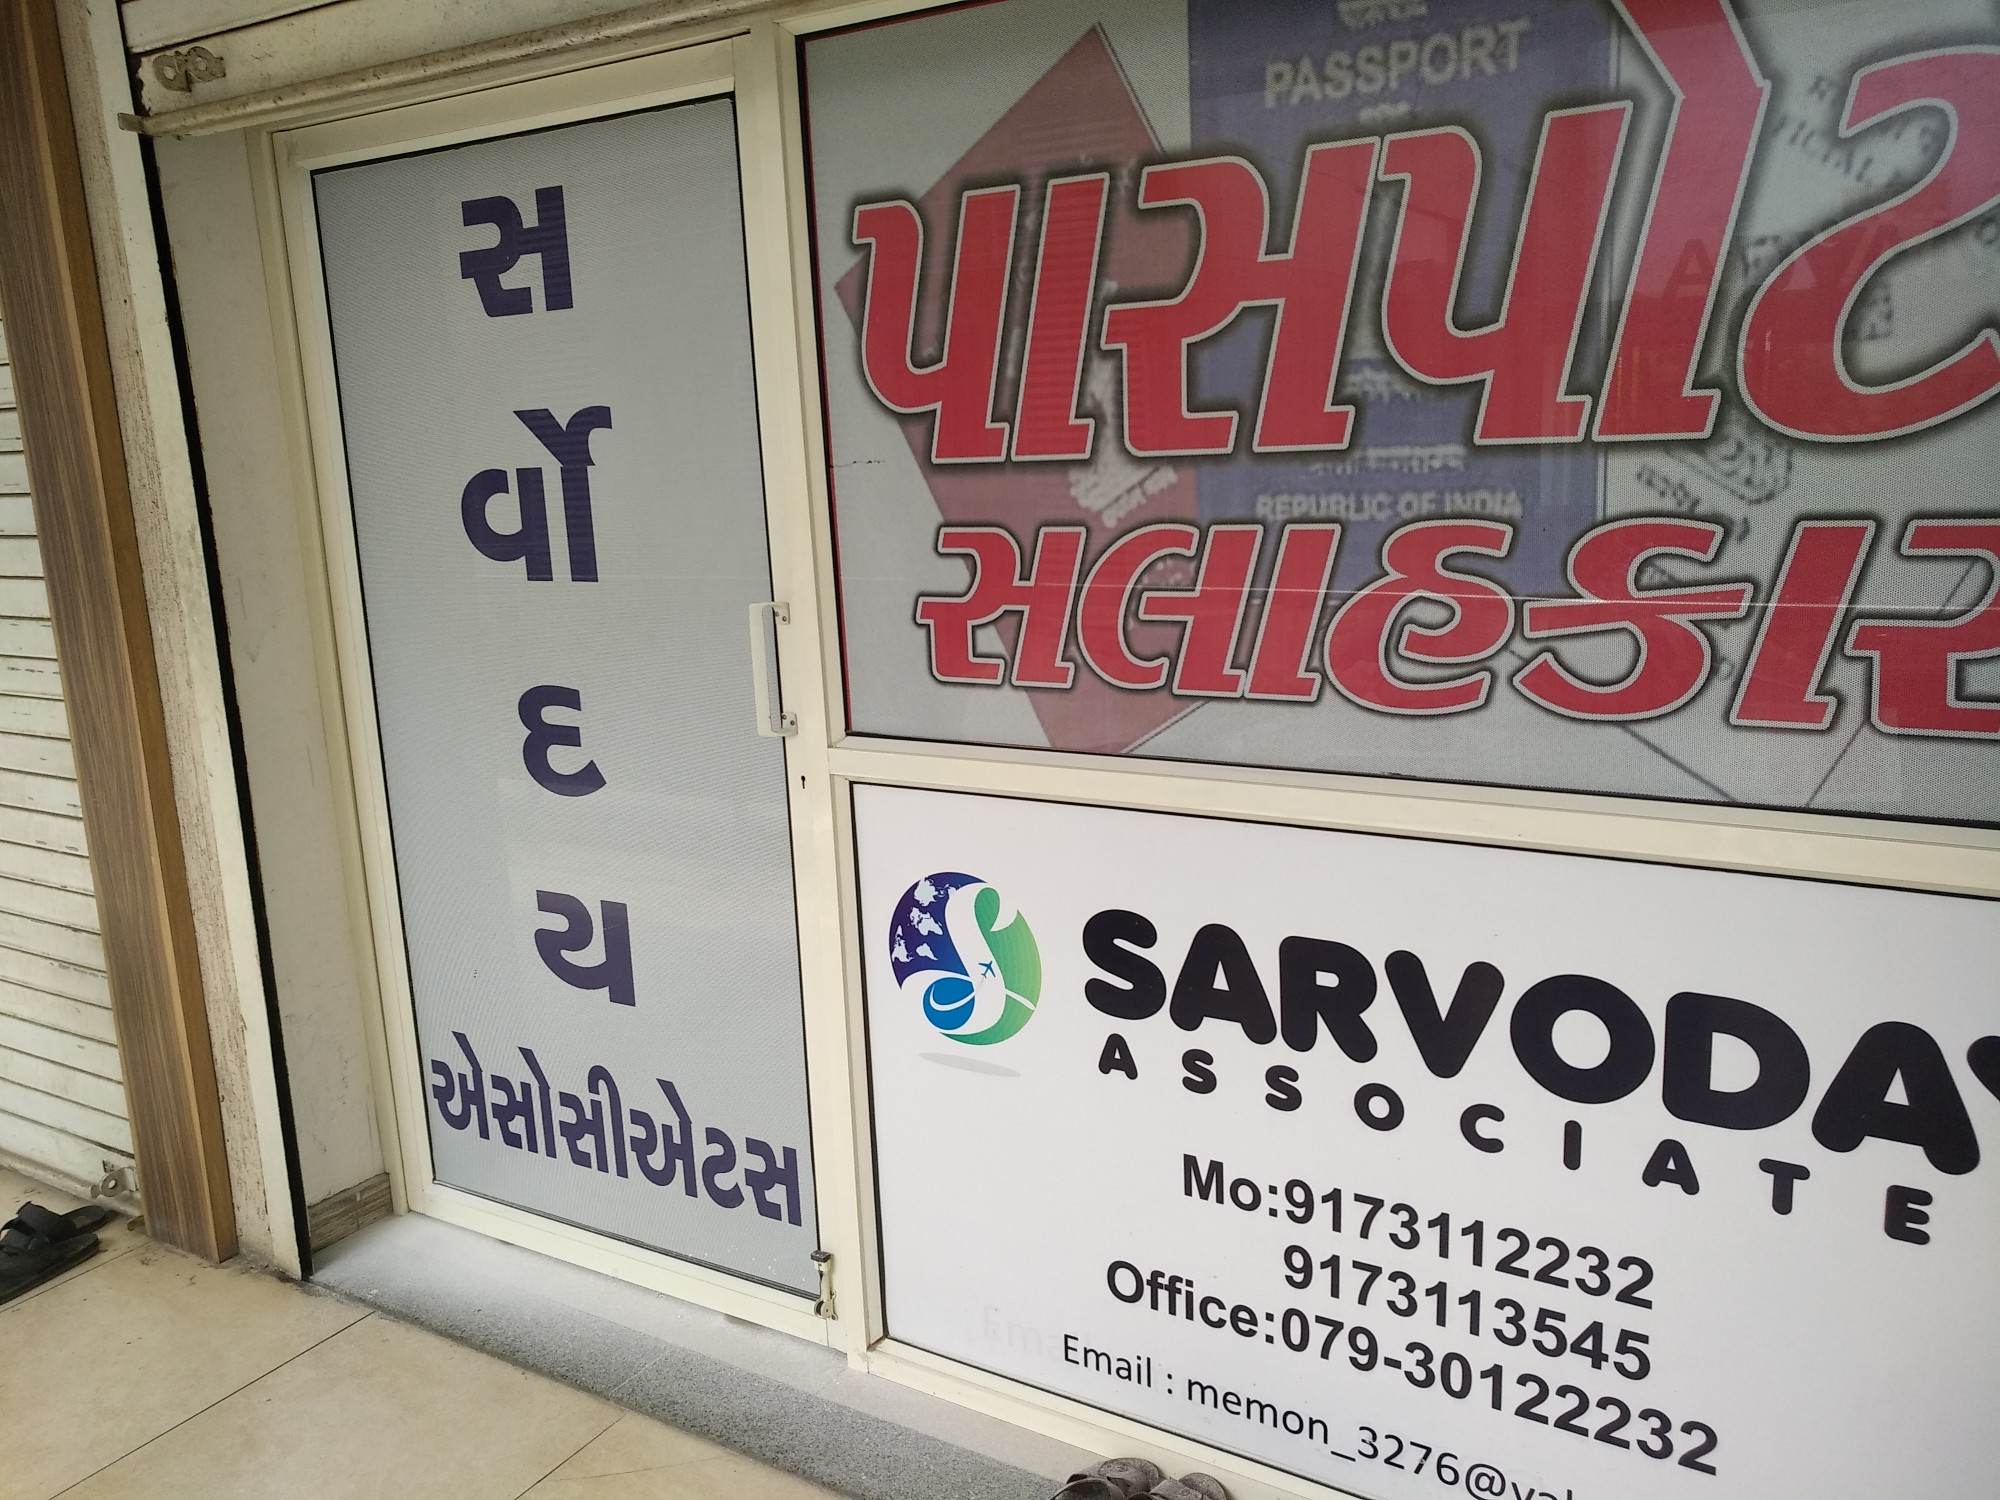 સ
ર્વો
દ
ય
એસોસીએટસ
PASSPORT
REPUBLIC OF INDIA
પાસપોટ
સલાહકાર
SARVODAY
ASSOCIATE
Mo:9173112232
9173113545
Office:079-30122232
Email : memon_3276@ya